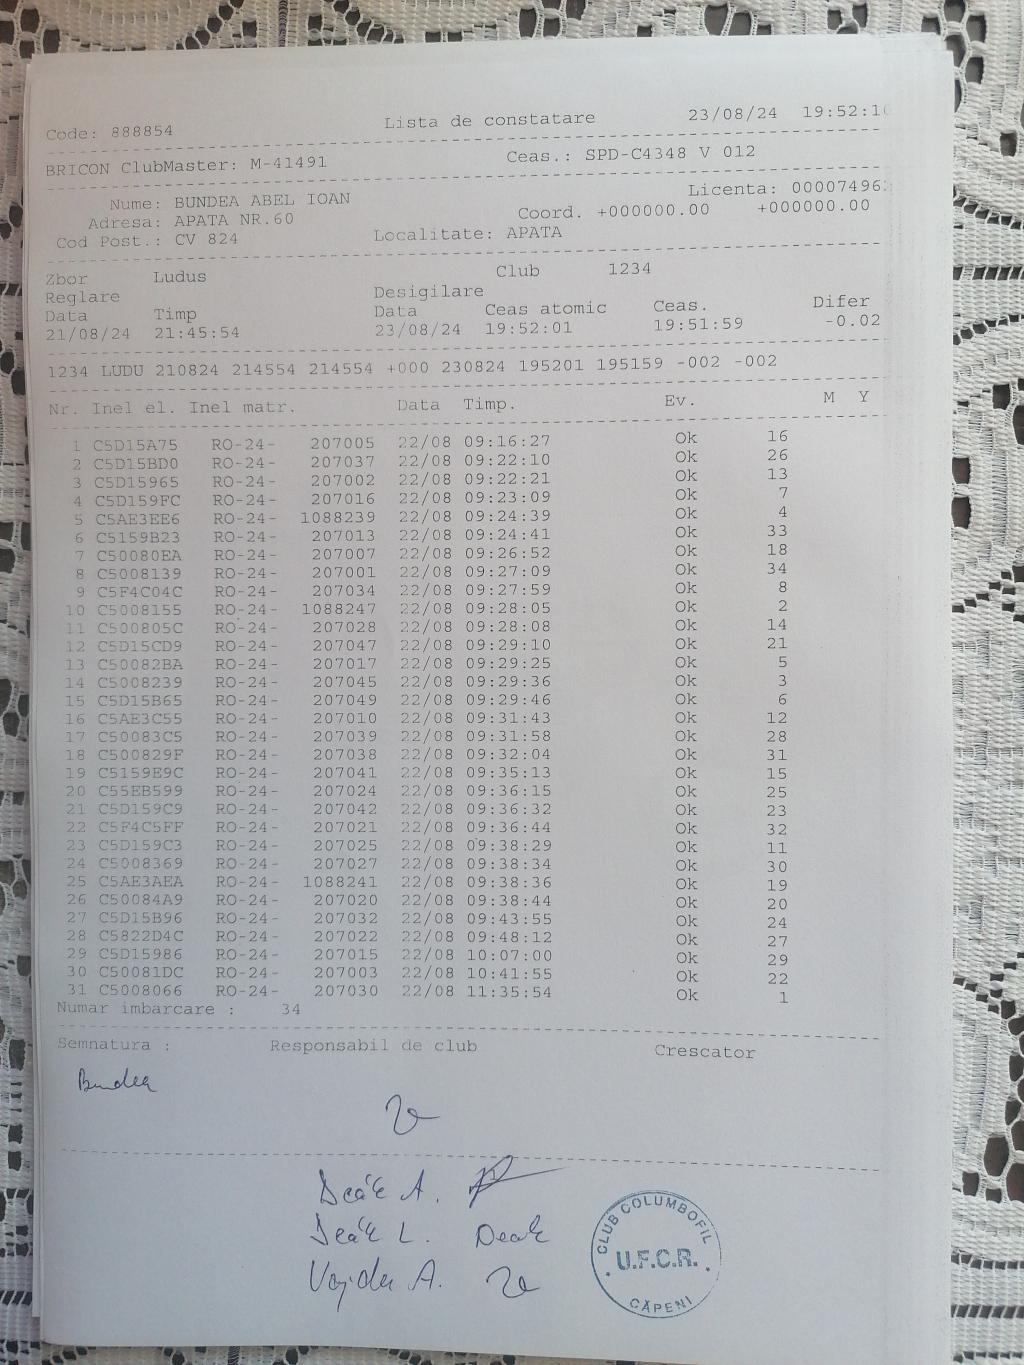 Code: 888854 Lista de constatare 23/08/24 19:52:10
BRICON ClubMaster: M-41491 Ceas.: SPD-C4348 V 012
Licenta: 00007496
Nume: BUNDEA ABEL IOAN
Adresa: APATA NR.60 Coord. +000000.00 +000000.00
Cod Post.: CV 824 Localitate: APATA
Zbor Ludus Club 1234
Reglare Desigilare
Data Timp Data Ceas atomic Ceas. Difer
21/08/24 21:45:54 23/08/24 19:52:01 19:51:59 -0.02
1234 LUDU 210824 214554 214554 +000 230824 195201 195159 -002 -002
Nr. Inel el. Inel matr. Data Timp. Ev. M Y
1 C5D15A75 RO-24- 207005 22/08 09:16:27 Ok 16
2 C5D15BD0 RO-24- 207037 22/08 09:22:10 Ok 26
3 C5D15965 RO-24- 207002 22/08 09:22:21 Ok 13
4 C5D159FC RO-24- 207016 22/08 09:23:09 Ok 7
5 C5AE3EE6 RO-24- 1088239 22/08 09:24:39 Ok 4
6 C5159B23 RO-24- 207013 22/08 09:24:41 Ok 33
7 C50080EA RO-24- 207007 22/08 09:26:52 Ok 18
8 C5008139 RO-24- 207001 22/08 09:27:09 Ok 34
9 C5F4C04C RO-24- 207034 22/08 09:27:59 Ok 8
10 C5008155 RO-24- 1088247 22/08 09:28:05 Ok 2
11 C500805C RO-24- 207028 22/08 09:28:08 Ok 14
12 C5D15CD9 RO-24- 207047 22/08 09:29:10 Ok 21
13 C50082BA RO-24- 207017 22/08 09:29:25 Ok 5
14 C5008239 RO-24- 207045 22/08 09:29:36 Ok 3
15 C5D15B65 RO-24- 207049 22/08 09:29:46 Ok 6
16 C5AE3C55 RO-24- 207010 22/08 09:31:43 Ok 12
17 C50083C5 RO-24- 207039 22/08 09:31:58 Ok 28
18 C500829F RO-24- 207038 22/08 09:32:04 Ok 31
19 C5159E9C RO-24- 207041 22/08 09:35:13 Ok 15
20 C55EB599 RO-24- 207024 22/08 09:36:15 Ok 25
21 C5D159C9 RO-24- 207042 22/08 09:36:32 Ok 23
22 C5F4C5FF RO-24- 207021 22/08 09:36:44 Ok 32
23 C5D159C3 RO-24- 207025 22/08 09:38:29 Ok 11
24 C5008369 RO-24- 207027 22/08 09:38:34 Ok 30
25 C5AE3AEA RO-24- 1088241 22/08 09:38:36 Ok 19
26 C50084A9 RO-24- 207020 22/08 09:38:44 Ok 20
27 C5D15B96 RO-24- 207032 22/08 09:43:55 Ok 24
28 C5822D4C RO-24- 207022 22/08 09:48:12 Ok 27
29 C5D15986 RO-24- 207015 22/08 10:07:00 Ok 29
30 C50081DC RO-24- 207003 22/08 10:41:55 Ok 22
31 C5008066 RO-24- 207030 22/08 11:35:54 Ok 1
Numar imbarcare : 34
Semnatura : Responsabil de club Crescator
Bundea
Deák A.
Deák L. Deak
Vajda A.
CLUB COLUMBOFIL
U.F.C.R.
CĂPENI